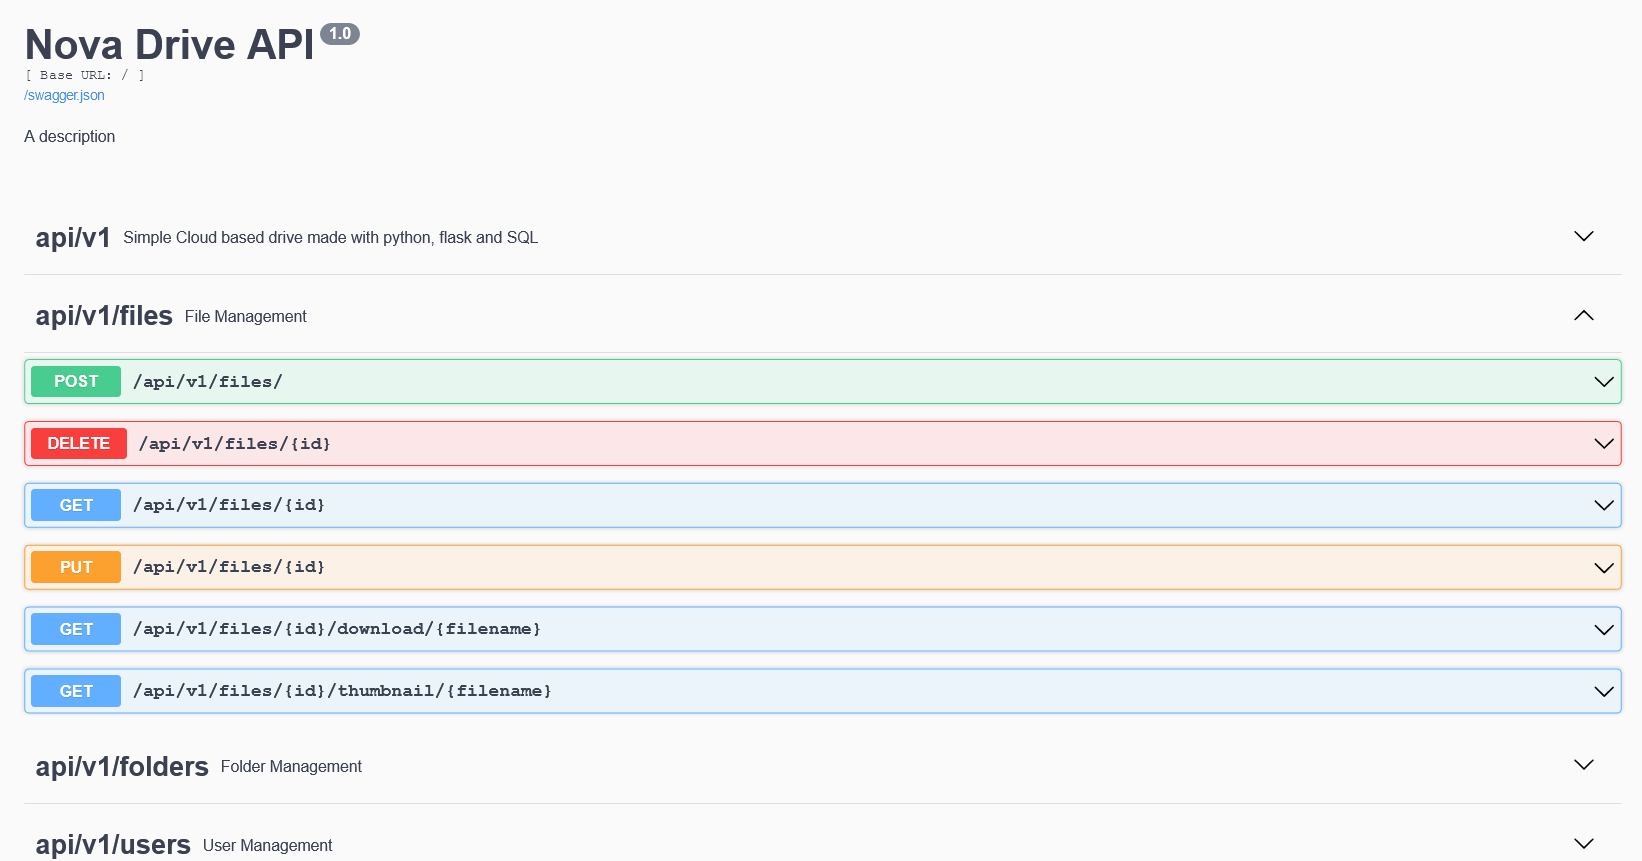 Nova Drive API 1.0
[ Base URL: / ]
/swagger.json
A description
api/v1 Simple Cloud based drive made with python, flask and SQL
api/v1/files File Management
POST /api/v1/files/
DELETE /api/v1/files/{id}
GET /api/v1/files/{id}
PUT /api/v1/files/{id}
GET /api/v1/files/{id}/download/{filename}
GET /api/v1/files/{id}/thumbnail/{filename}
api/v1/folders Folder Management
api/v1/users User Management